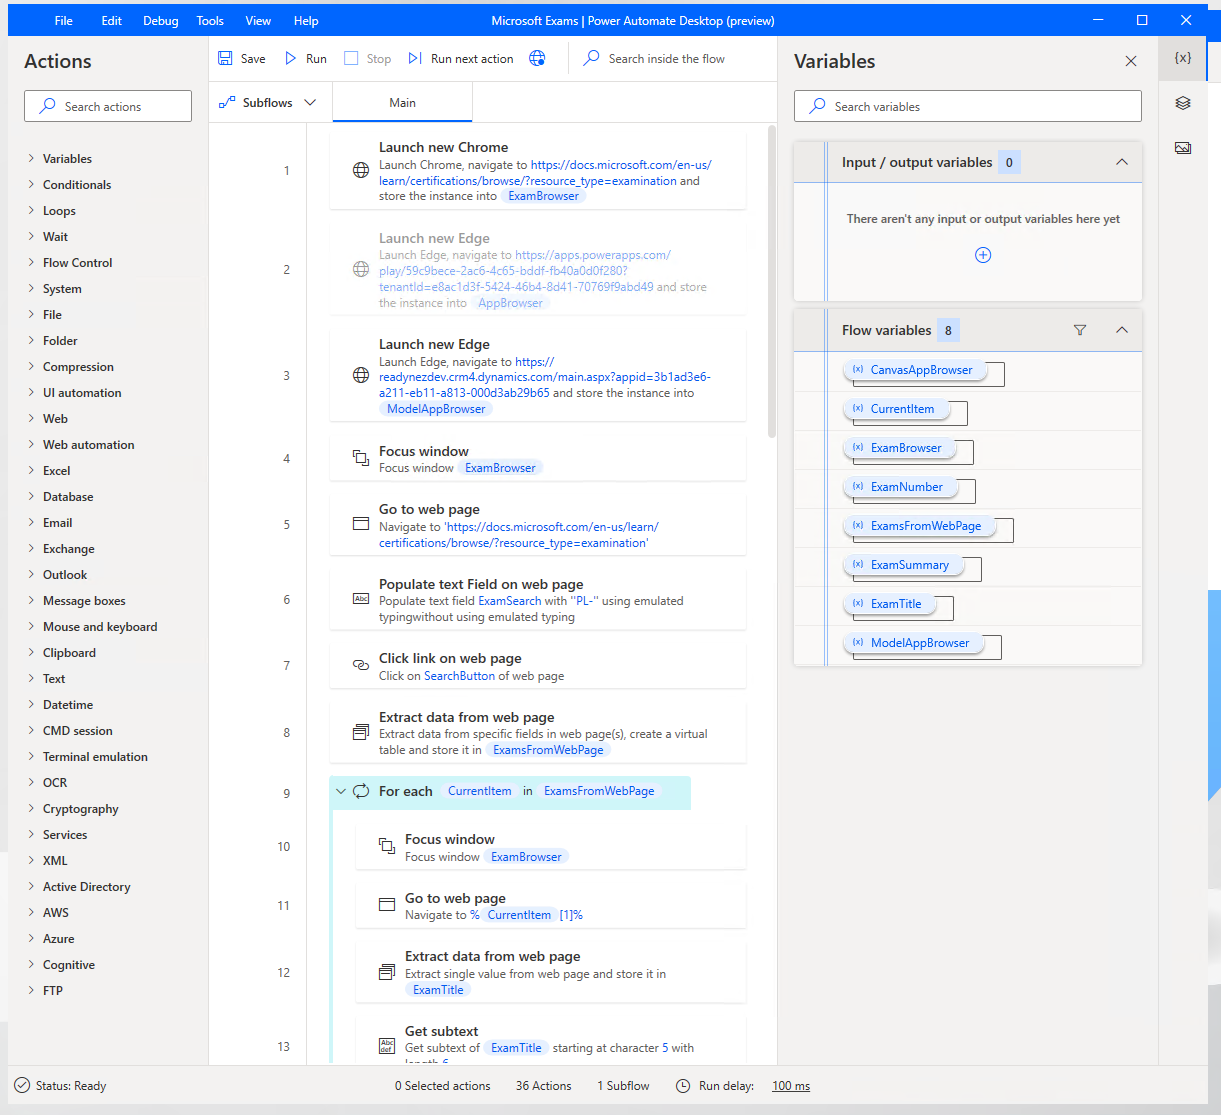 File Edit Debug Tools View Help
Microsoft Exams | Power Automate Desktop (preview)
Actions
Search actions
Variables
Conditionals
Loops
Wait
Flow Control
System
File
Folder
Compression
UI automation
Web
Web automation
Excel
Database
Email
Exchange
Outlook
Message boxes
Mouse and keyboard
Clipboard
Text
Datetime
CMD session
Terminal emulation
OCR
Cryptography
Services
XML
Active Directory
AWS
Azure
Cognitive
FTP
Save Run Stop Run next action Search inside the flow
Subflows Main
1
Launch new Chrome
Launch Chrome, navigate to https://docs.microsoft.com/en-us/
learn/certifications/browse/?resource_type=examination and
store the instance into ExamBrowser
2
Launch new Edge
Launch Edge, navigate to https://apps.powerapps.com/
play/59c9bece-2ac6-4c65-bddf-fb40a0d0f280?
tenantId=e8ac1d3f-5424-46b4-8d41-70769f9abd49 and store
the instance into AppBrowser
3
Launch new Edge
Launch Edge, navigate to https://
readynezdev.crm4.dynamics.com/main.aspx?appid=3b1ad3e6-
a211-eb11-a813-000d3ab29b65 and store the instance into
ModelAppBrowser
4
Focus window
Focus window ExamBrowser
5
Go to web page
Navigate to 'https://docs.microsoft.com/en-us/learn/
certifications/browse/?resource_type=examination'
6
Abc
Populate text Field on web page
Populate text field ExamSearch with ''PL-'' using emulated
typingwithout using emulated typing
7
Click link on web page
Click on SearchButton of web page
8
Extract data from web page
Extract data from specific fields in web page(s), create a virtual
table and store it in ExamsFromWebPage
9
For each CurrentItem in ExamsFromWebPage
10
Focus window
Focus window ExamBrowser
11
Go to web page
Navigate to % CurrentItem [1]%
12
Extract data from web page
Extract single value from web page and store it in
ExamTitle
13
Abc
def
Get subtext
Get subtext of ExamTitle starting at character 5 with
length 6
Variables
{x}
Search variables
Input / output variables 0
There aren't any input or output variables here yet
Flow variables 8
(x) CanvasAppBrowser
(x) CurrentItem
(x) ExamBrowser
(x) ExamNumber
(x) ExamsFromWebPage
(x) ExamSummary
(x) ExamTitle
(x) ModelAppBrowser
Status: Ready 0 Selected actions 36 Actions 1 Subflow Run delay: 100 ms